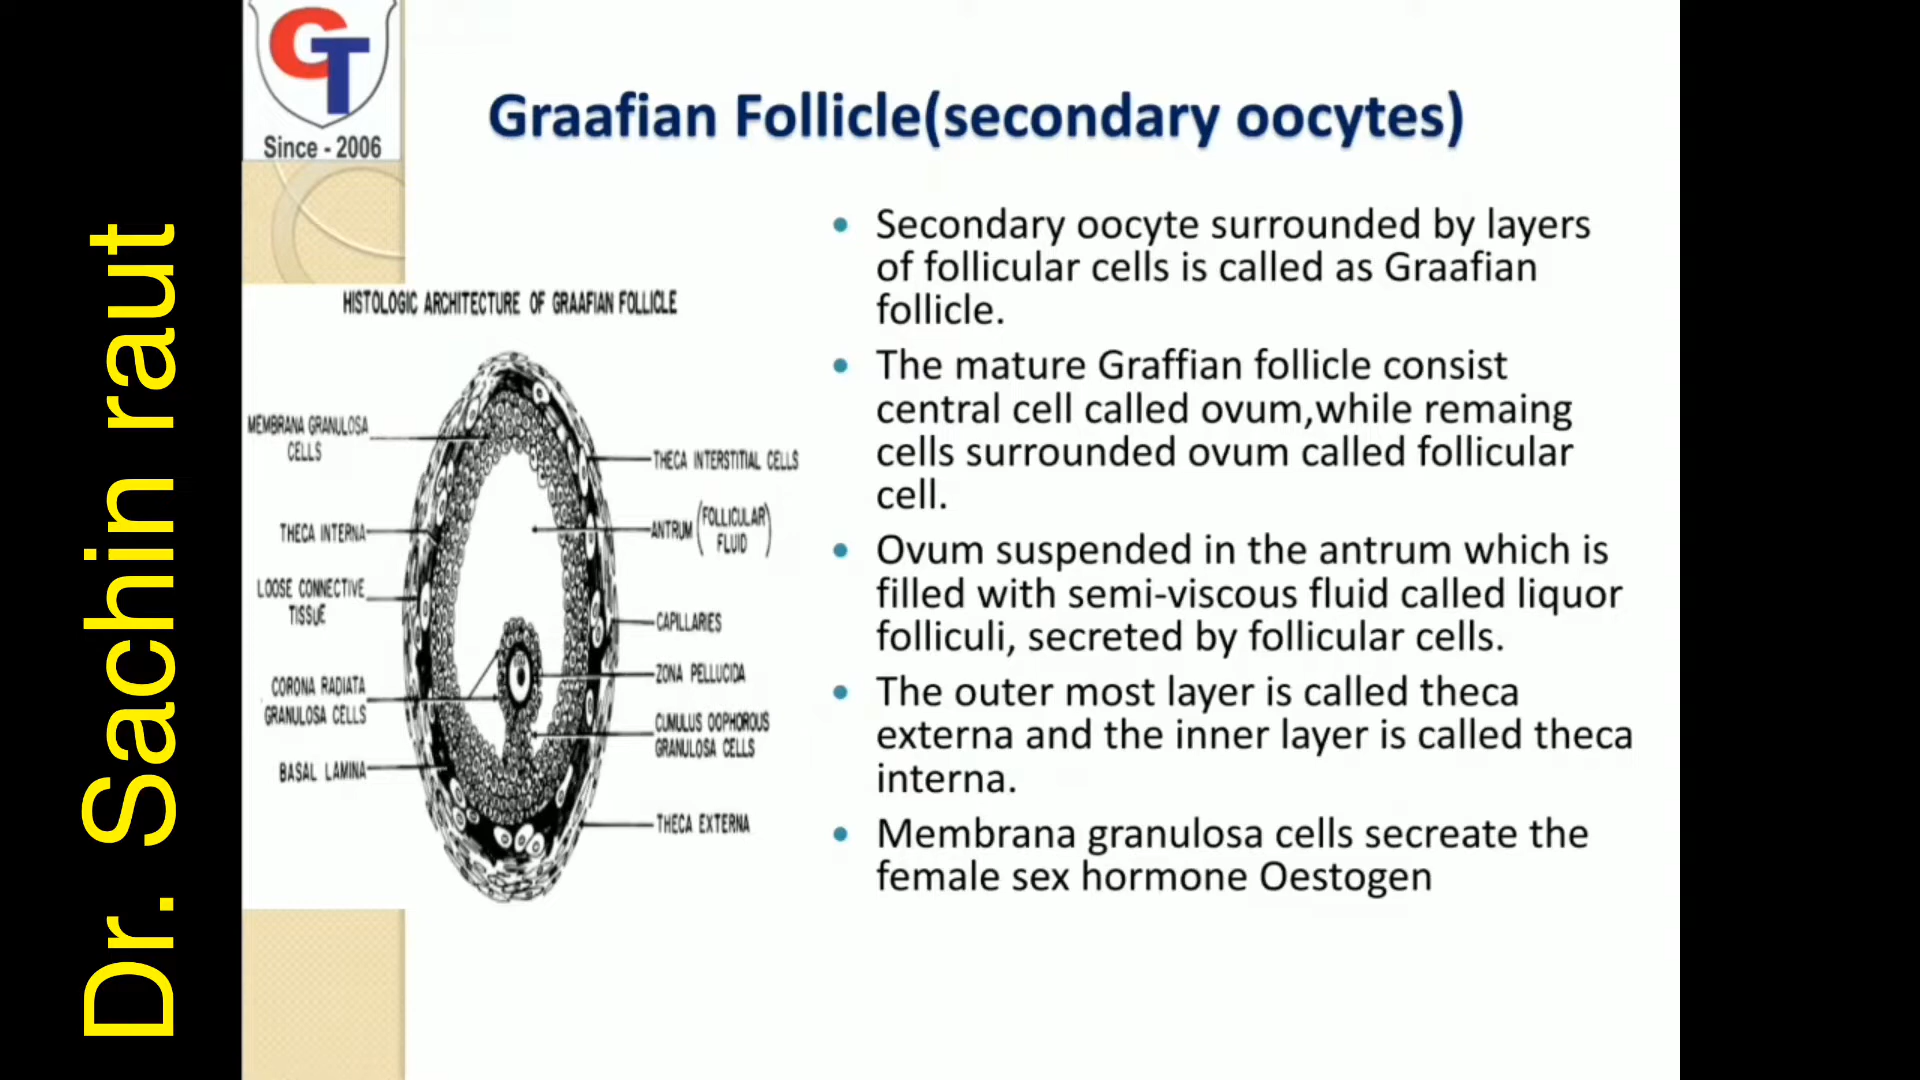 GT
Since - 2006
Dr. Sachin raut
Graafian Follicle(secondary oocytes)
HISTOLOGIC ARCHITECTURE OF GRAAFIAN FOLLICLE
MEMBRANA GRANULOSA
CELLS
THECA INTERNA
LOOSE CONNECTIVE
TISSUE
CORONA RADIATA
GRANULOSA CELLS
BASAL LAMINA
THECA INTERSTITIAL CELLS
ANTRUM (FOLLICULAR)
FLUID
CAPILLARIES
ZONA PELLUCIDA
CUMULUS OOPHOROUS
GRANULOSA CELLS
THECA EXTERNA
• Secondary oocyte surrounded by layers
of follicular cells is called as Graafian
follicle.
• The mature Graffian follicle consist
central cell called ovum,while remaing
cells surrounded ovum called follicular
cell.
• Ovum suspended in the antrum which is
filled with semi-viscous fluid called liquor
folliculi, secreted by follicular cells.
• The outer most layer is called theca
externa and the inner layer is called theca
interna.
• Membrana granulosa cells secreate the
female sex hormone Oestogen